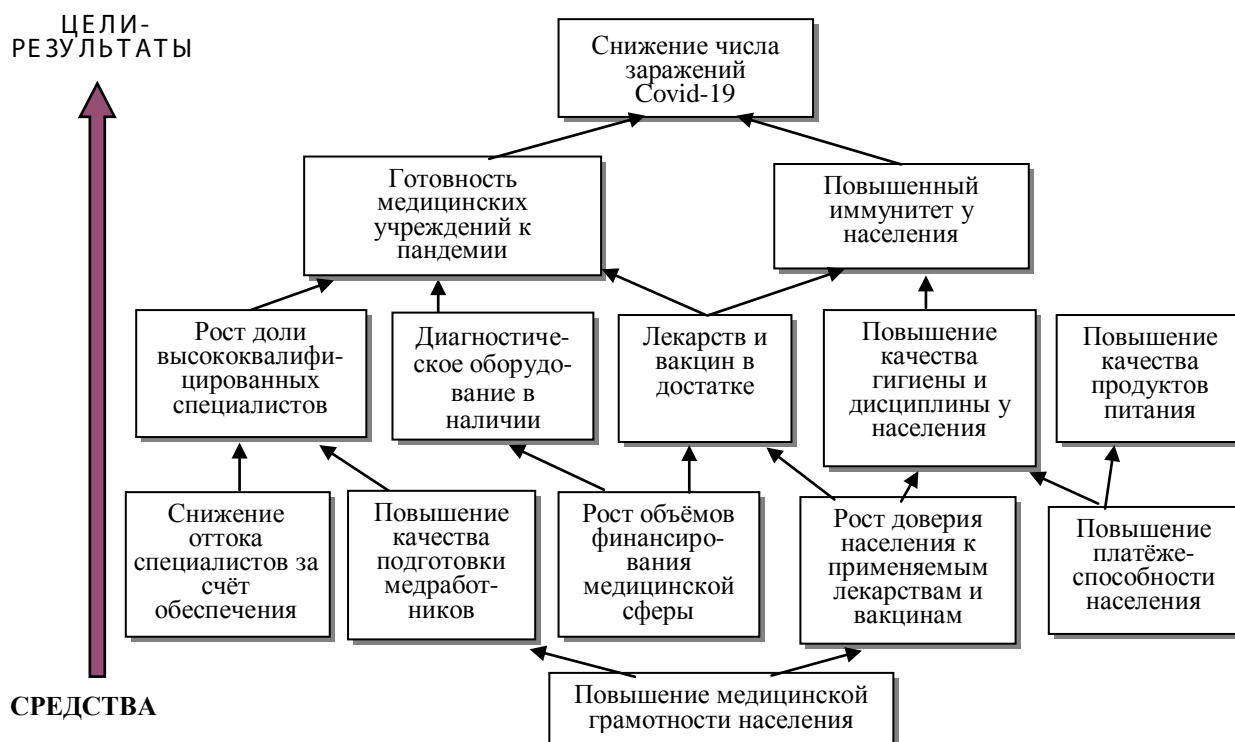 ЦЕЛИ-
РЕЗУЛЬТАТЫ
Снижение числа
заражений
Covid-19
Готовность
медицинских
учреждений к
пандемии
Повышенный
иммунитет у
населения
Рост доли
высококвалифи-
цированных
специалистов
Диагностиче-
ское оборудо-
вание в
наличии
Лекарств и
вакцин в
достатке
Повышение
качества
гигиены и
дисциплины у
населения
Повышение
качества
продуктов
питания
Снижение
оттока
специалистов за
счёт
обеспечения
Повышение
качества
подготовки
медработ-
ников
Рост объёмов
финансиро-
вания
медицинской
сферы
Рост доверия
населения к
применяемым
лекарствам и
вакцинам
Повышение
платёже-
способности
населения
СРЕДСТВА
Повышение медицинской
грамотности населения